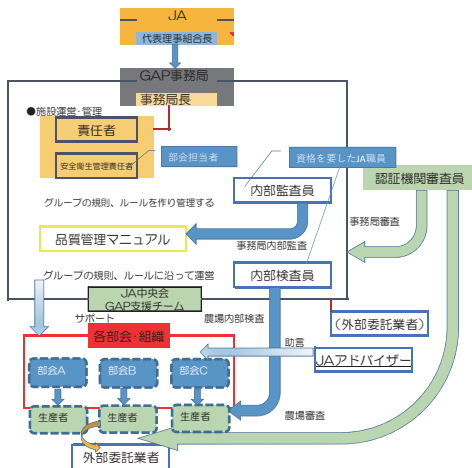 JA
代表理事組合長
GAP事務局
事務局長
●施設運営・管理
責任者
安全衛生管理責任者
部会担当者
資格を要したJA職員
認証機関審査員
内部監査員
グループの規則、ルールを作り管理する
事務局審査
品質管理マニュアル
事務局内部監査
グループの規則、ルールに沿って運営
内部検査員
JA中央会
GAP支援チーム
サポート
農場内部検査
(外部委託業者)
各部会・組織
助言
JAアドバイザー
部会A
部会B
部会C
生産者
生産者
生産者
農場審査
外部委託業者